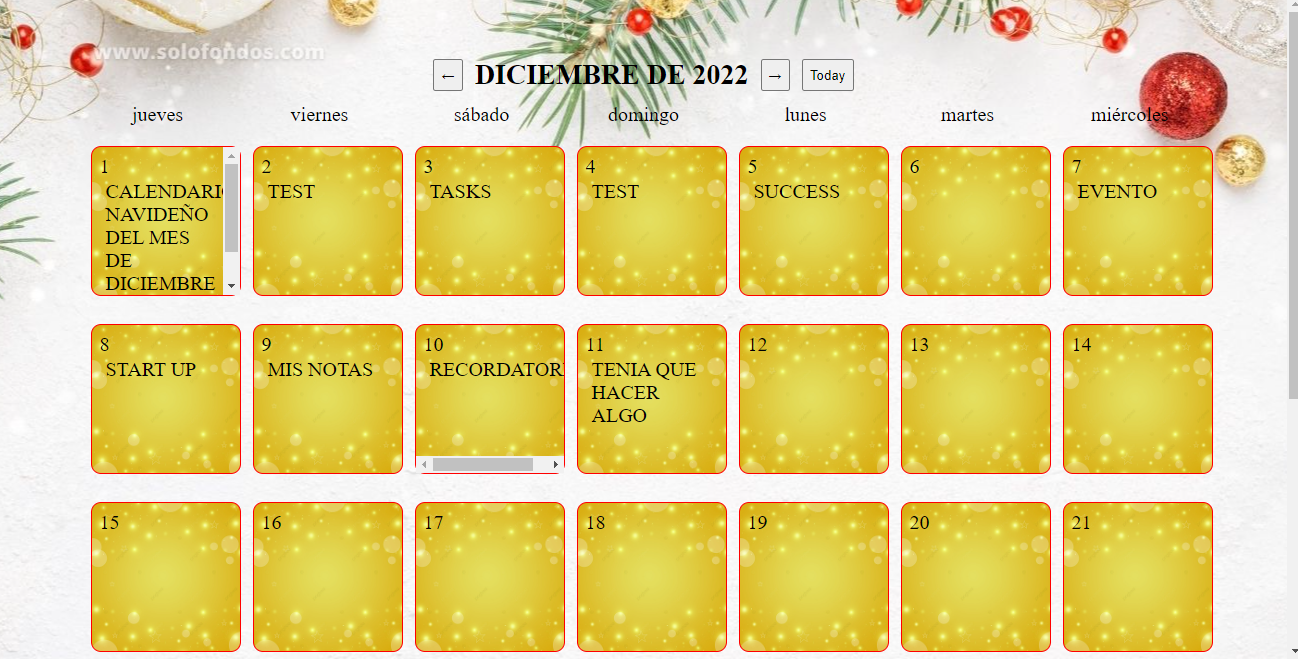 www.solofondos.com
← DICIEMBRE DE 2022 → Today
jueves viernes sábado domingo lunes martes miércoles
1
CALENDARI
NAVIDEÑO
DEL MES
DE
DICIEMBRE
2
TEST
3
TASKS
4
TEST
5
SUCCESS
6
7
EVENTO
8
START UP
9
MIS NOTAS
10
RECORDATOR
11
TENIA QUE
HACER
ALGO
12
13
14
15
16
17
18
19
20
21